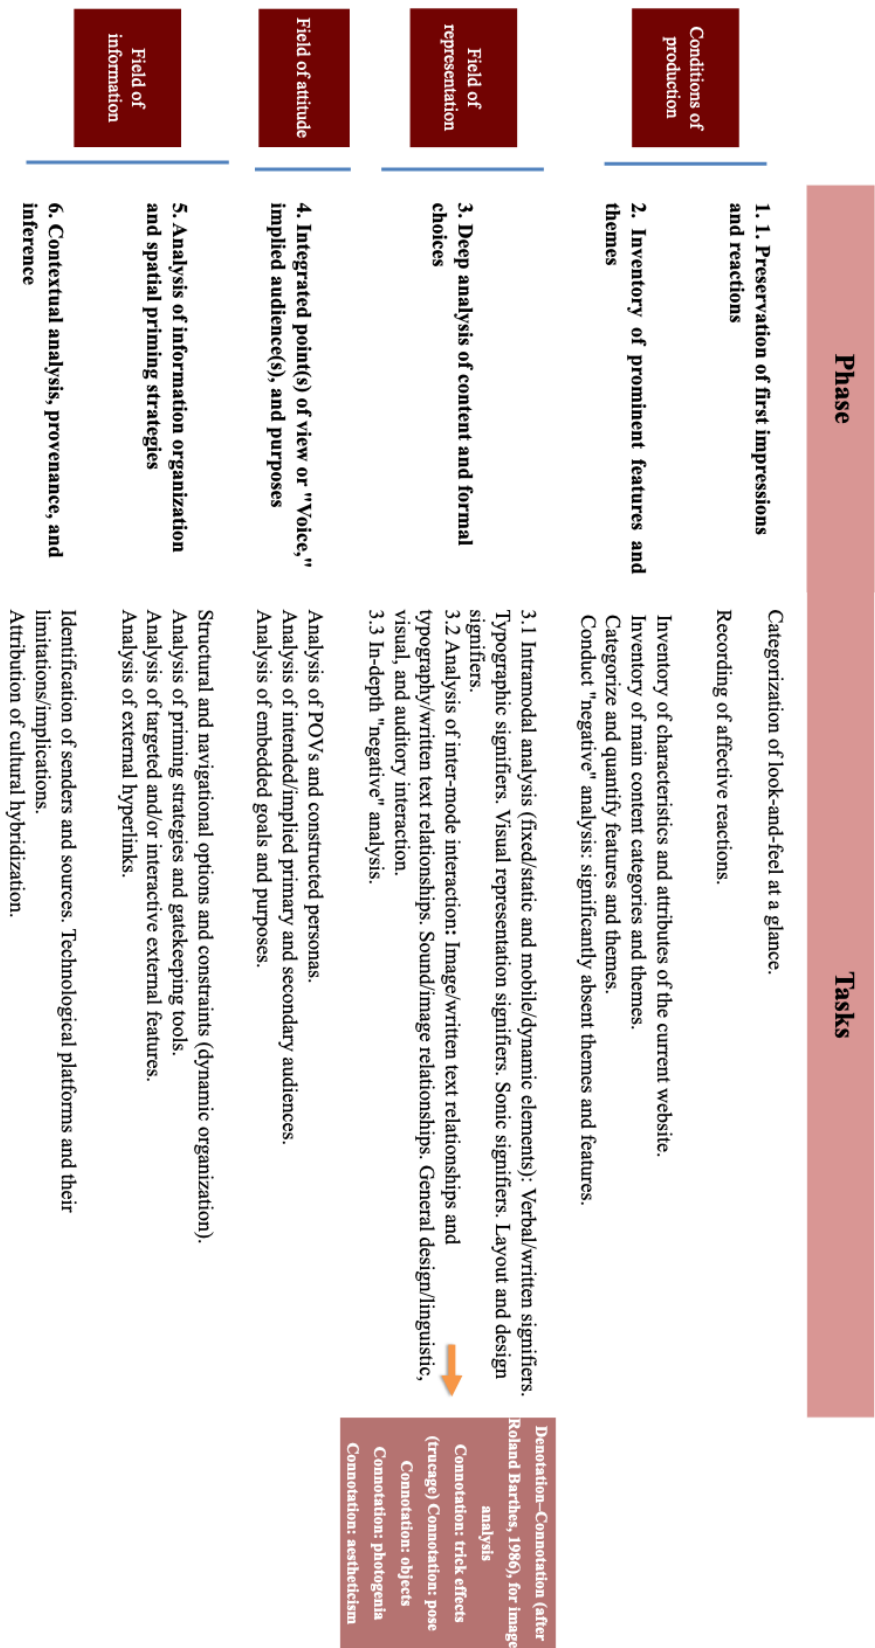 Phase
Tasks
Conditions of
production
1. 1. Preservation of first impressions
and reactions
Categorization of look-and-feel at a glance.
Recording of affective reactions.
2. Inventory of prominent features and
themes
Inventory of characteristics and attributes of the current website.
Inventory of main content categories and themes.
Categorize and quantify features and themes.
Conduct "negative" analysis: significantly absent themes and features.
Field of
representation
3. Deep analysis of content and formal
choices
3.1 Intramodal analysis (fixed/static and mobile/dynamic elements): Verbal/written signifiers.
Typographic signifiers. Visual representation signifiers. Sonic signifiers. Layout and design
signifiers.
3.2 Analysis of inter-mode interaction: Image/written text relationships and
typography/written text relationships. Sound/image relationships. General design/linguistic,
visual, and auditory interaction.
3.3 In-depth "negative" analysis.
Denotation–Connotation (after
Roland Barthes, 1986), for image
analysis
Connotation: trick effects
(trucage) Connotation: pose
Connotation: objects
Connotation: photogenia
Connotation: aestheticism
Field of attitude
4. Integrated point(s) of view or "Voice,"
implied audience(s), and purposes
Analysis of POVs and constructed personas.
Analysis of intended/implied primary and secondary audiences.
Analysis of embedded goals and purposes.
Field of
information
5. Analysis of information organization
and spatial priming strategies
Structural and navigational options and constraints (dynamic organization).
Analysis of priming strategies and gatekeeping tools.
Analysis of targeted and/or interactive external features.
Analysis of external hyperlinks.
6. Contextual analysis, provenance, and
inference
Identification of senders and sources. Technological platforms and their
limitations/implications.
Attribution of cultural hybridization.